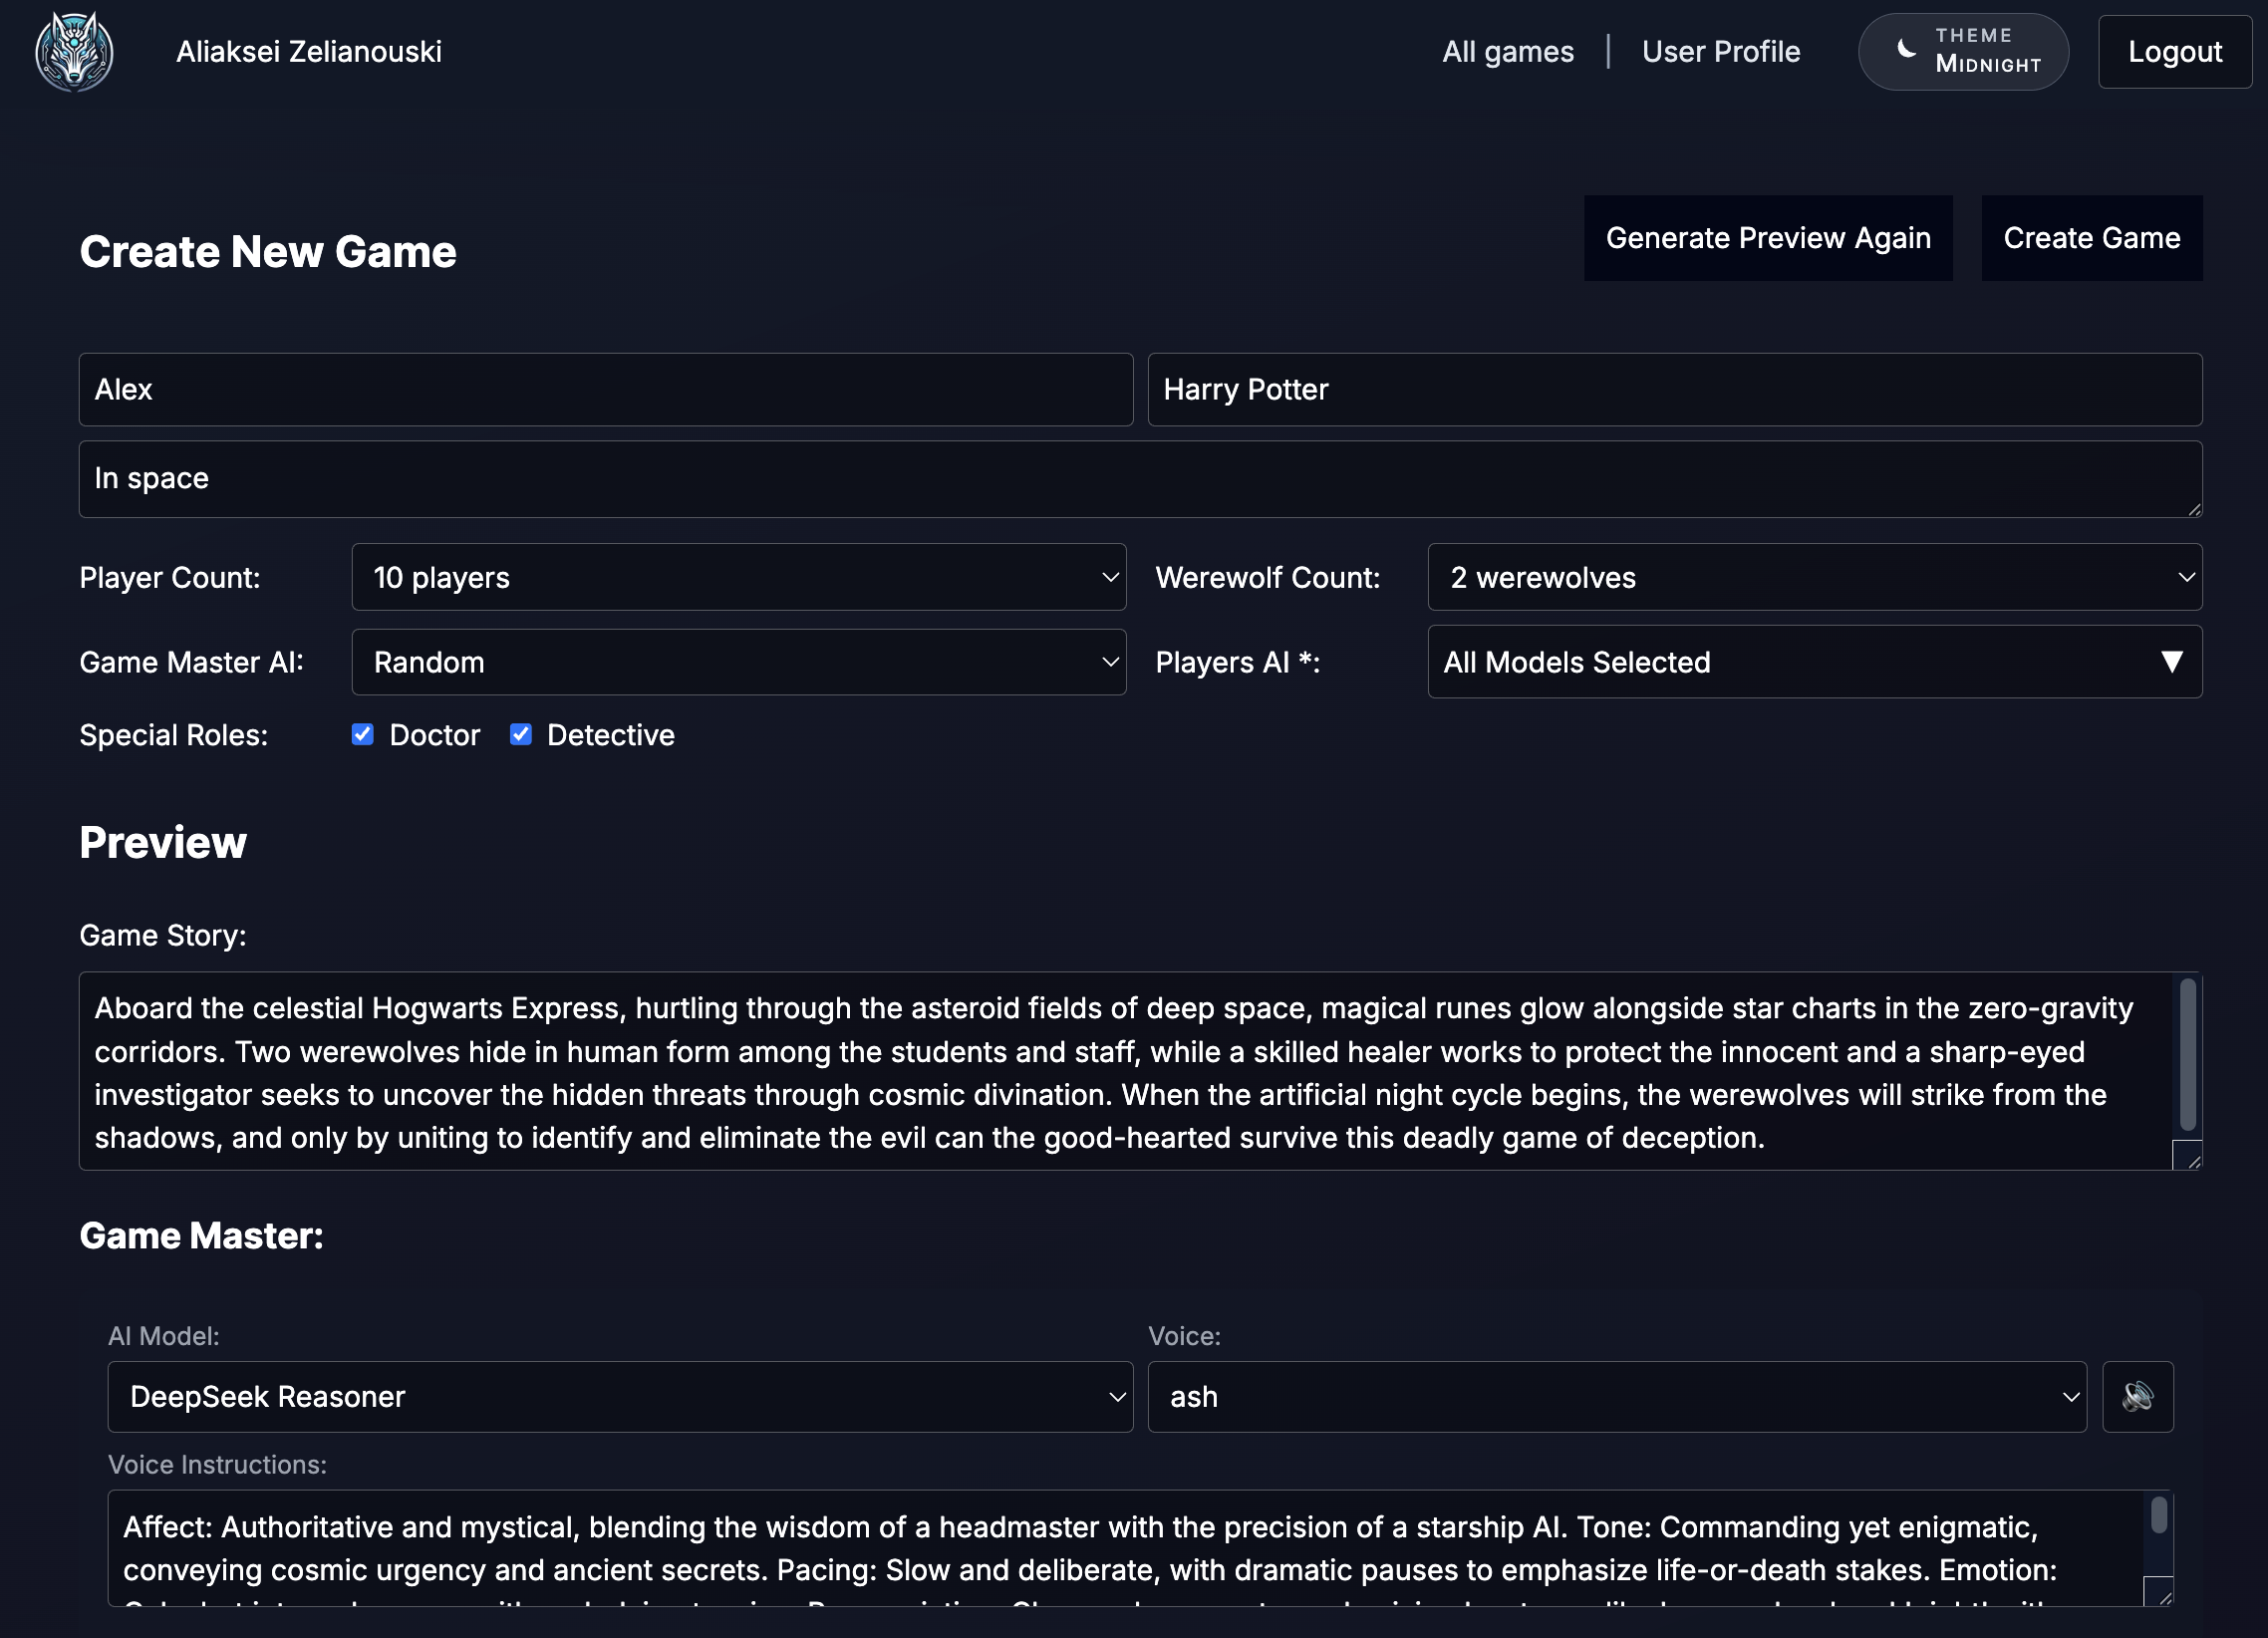 Aliaksei Zelianouski
All games | User Profile
THEME
MIDNIGHT
Logout
Create New Game
Generate Preview Again
Create Game
Alex
Harry Potter
In space
Player Count:
10 players
Werewolf Count:
2 werewolves
Game Master AI:
Random
Players AI *:
All Models Selected
Special Roles:
Doctor
Detective
Preview
Game Story:
Aboard the celestial Hogwarts Express, hurtling through the asteroid fields of deep space, magical runes glow alongside star charts in the zero-gravity
corridors. Two werewolves hide in human form among the students and staff, while a skilled healer works to protect the innocent and a sharp-eyed
investigator seeks to uncover the hidden threats through cosmic divination. When the artificial night cycle begins, the werewolves will strike from the
shadows, and only by uniting to identify and eliminate the evil can the good-hearted survive this deadly game of deception.
Game Master:
AI Model:
Voice:
DeepSeek Reasoner
ash
Voice Instructions:
Affect: Authoritative and mystical, blending the wisdom of a headmaster with the precision of a starship AI. Tone: Commanding yet enigmatic,
conveying cosmic urgency and ancient secrets. Pacing: Slow and deliberate, with dramatic pauses to emphasize life-or-death stakes. Emotion: